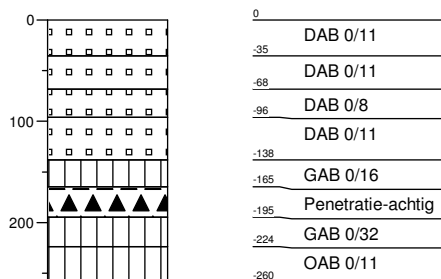 0
100
200
0
DAB 0/11
-35
DAB 0/11
-68
DAB 0/8
-96
DAB 0/11
-138
GAB 0/16
-165
Penetratie-achtig
-195
GAB 0/32
-224
OAB 0/11
-260